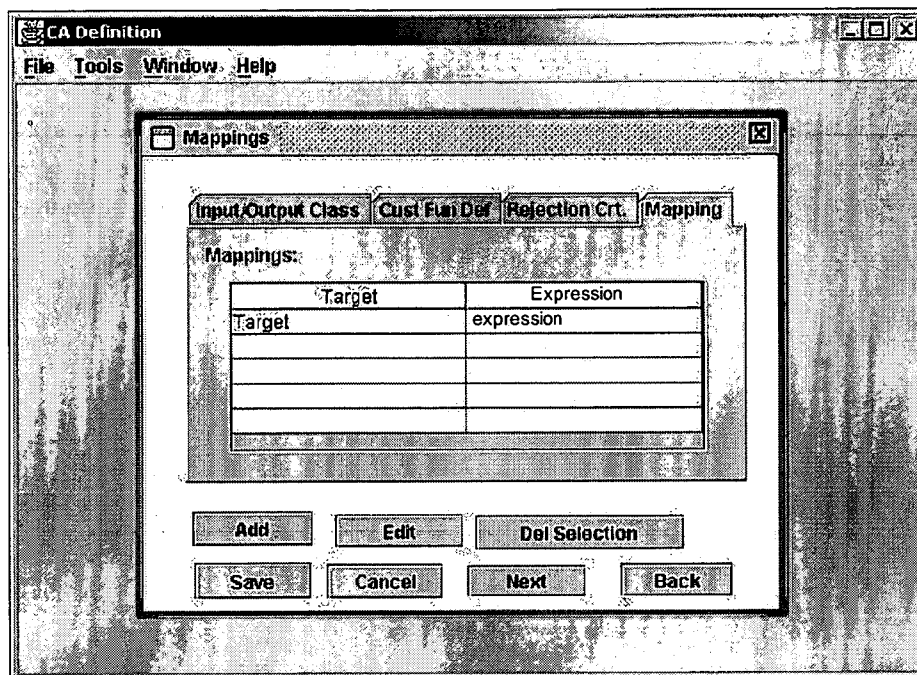 CA Definition
File Tools Window Help
Mappings
Input/Output Class Cust Fun Def Rejection Crt. Mapping
Mappings:
Target Expression
Target expression
Add Edit Del Selection
Save Cancel Next Back